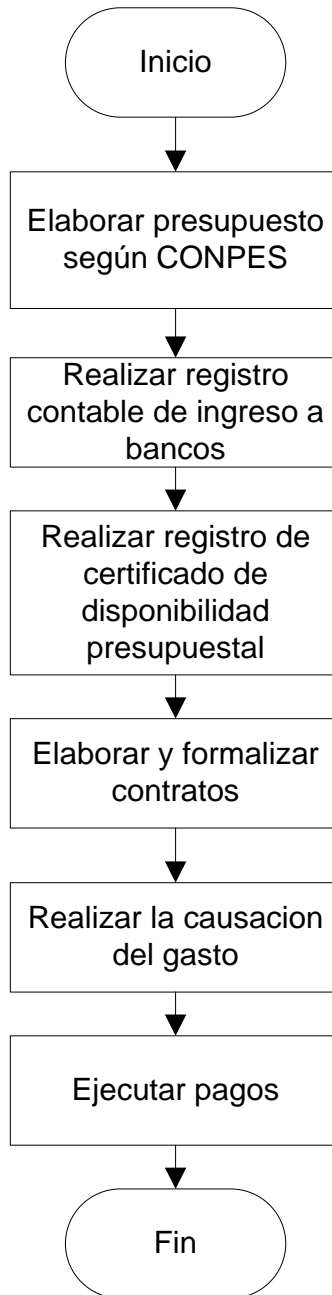 Inicio
Elaborar presupuesto
según CONPES
Realizar registro
contable de ingreso a
bancos
Realizar registro de
certificado de
disponibilidad
presupuestal
Elaborar y formalizar
contratos
Realizar la causacion
del gasto
Ejecutar pagos
Fin